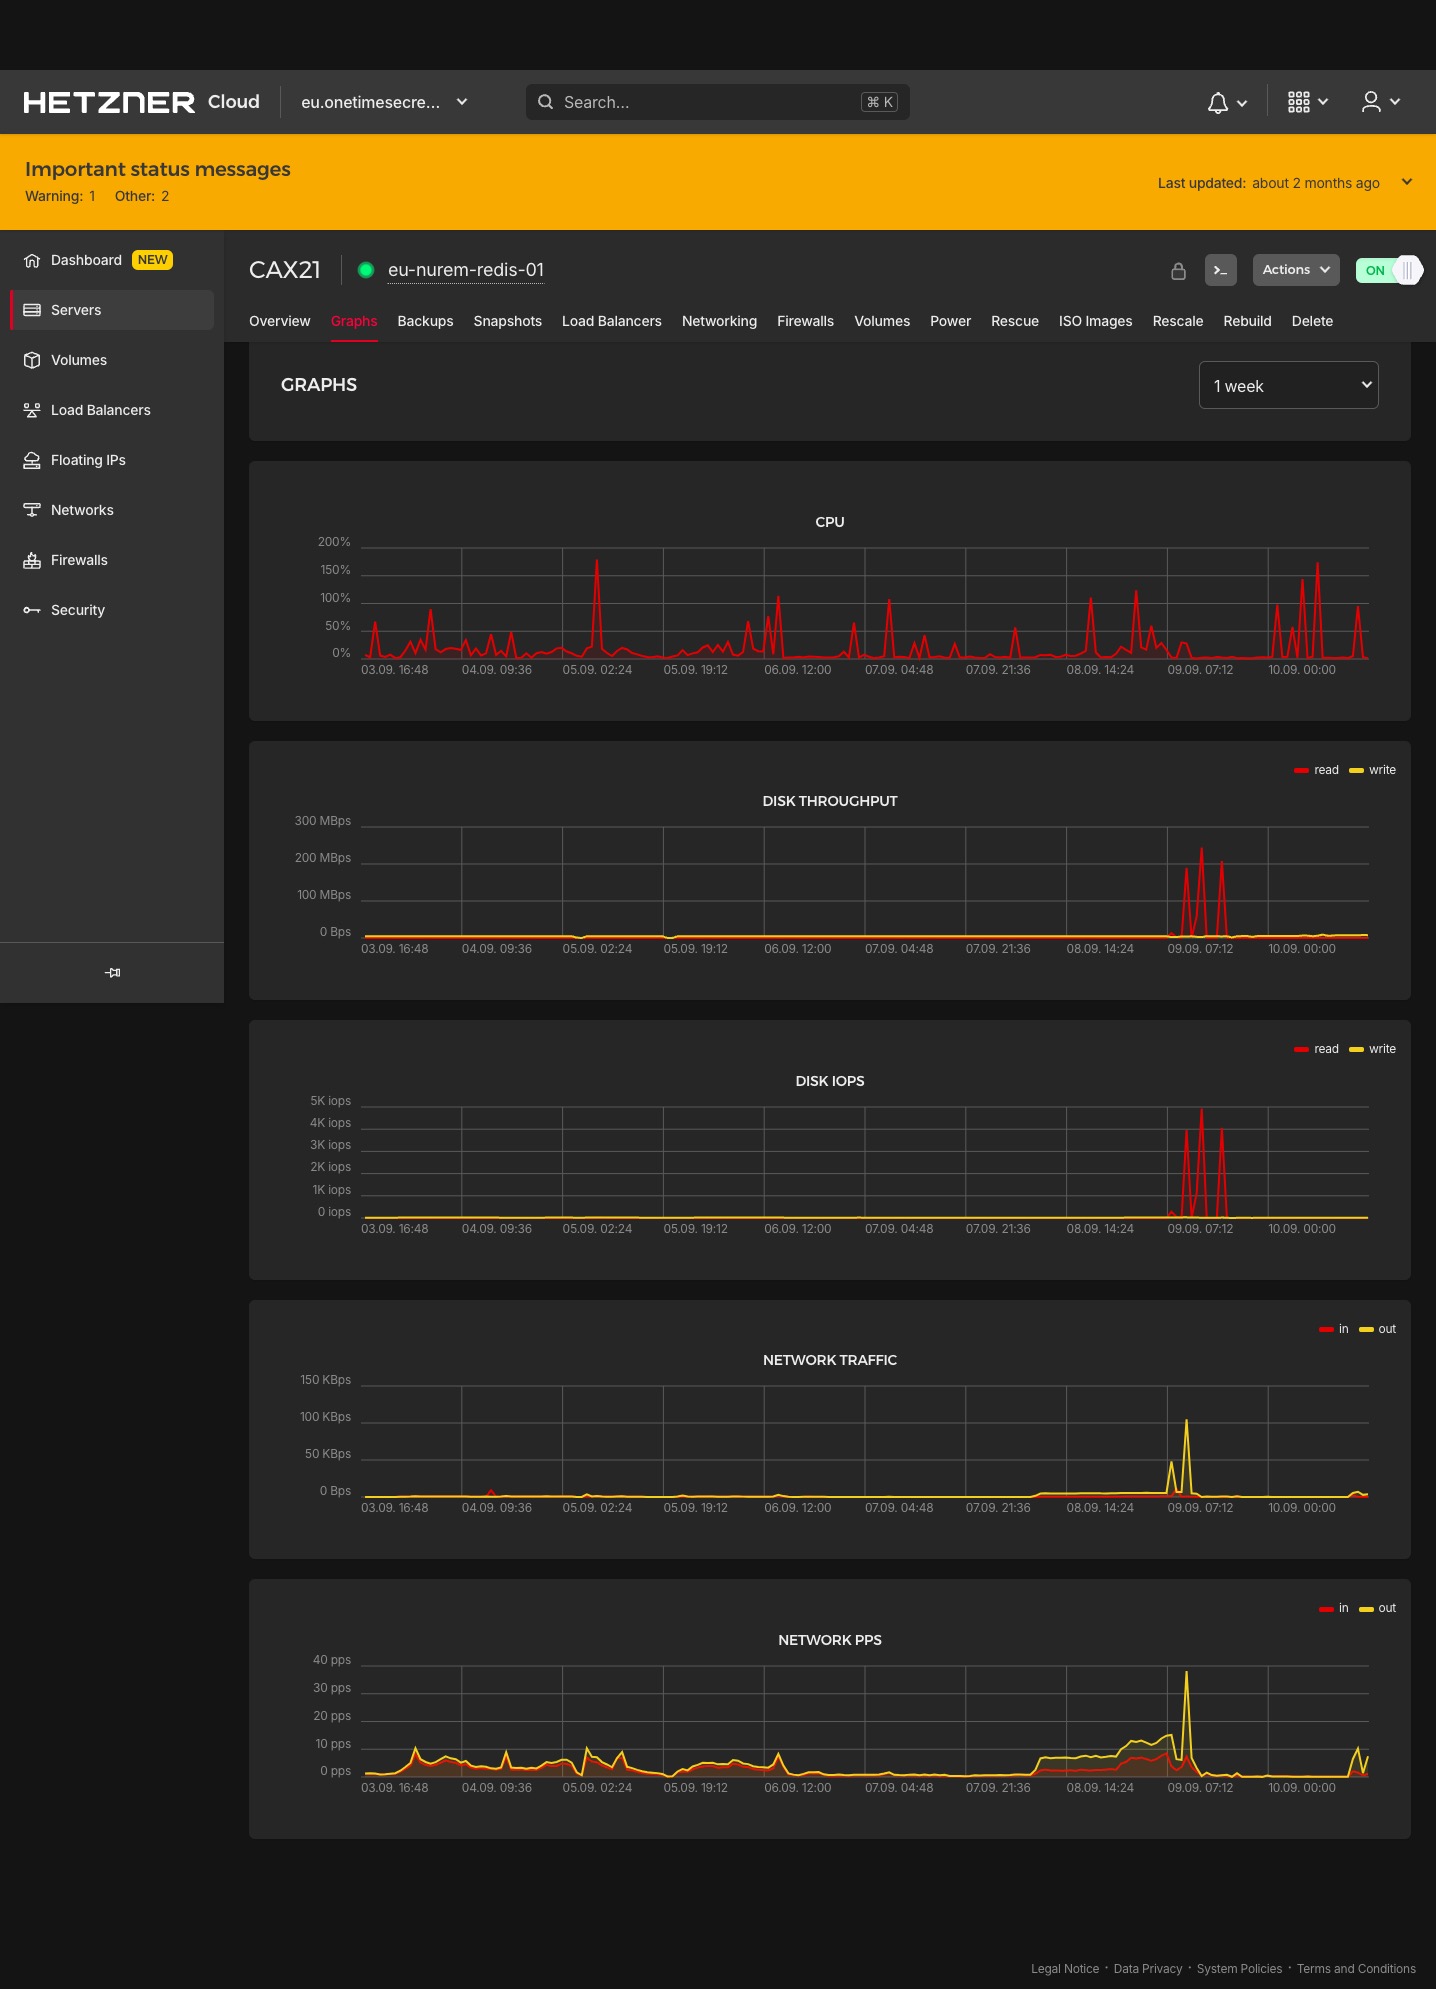 HETZNER Cloud eu.onetimesecre... Search... ⌘ K
Important status messages
Warning: 1 Other: 2
Last updated: about 2 months ago
Dashboard NEW
Servers
Volumes
Load Balancers
Floating IPs
Networks
Firewalls
Security
CAX21 eu-nurem-redis-01 Actions ON
Overview Graphs Backups Snapshots Load Balancers Networking Firewalls Volumes Power Rescue ISO Images Rescale Rebuild Delete
GRAPHS 1 week
CPU
200%
150%
100%
50%
0%
03.09. 16:48 04.09. 09:36 05.09. 02:24 05.09. 19:12 06.09. 12:00 07.09. 04:48 07.09. 21:36 08.09. 14:24 09.09. 07:12 10.09. 00:00
read write
DISK THROUGHPUT
300 MBps
200 MBps
100 MBps
0 Bps
03.09. 16:48 04.09. 09:36 05.09. 02:24 05.09. 19:12 06.09. 12:00 07.09. 04:48 07.09. 21:36 08.09. 14:24 09.09. 07:12 10.09. 00:00
read write
DISK IOPS
5K iops
4K iops
3K iops
2K iops
1K iops
0 iops
03.09. 16:48 04.09. 09:36 05.09. 02:24 05.09. 19:12 06.09. 12:00 07.09. 04:48 07.09. 21:36 08.09. 14:24 09.09. 07:12 10.09. 00:00
in out
NETWORK TRAFFIC
150 KBps
100 KBps
50 KBps
0 Bps
03.09. 16:48 04.09. 09:36 05.09. 02:24 05.09. 19:12 06.09. 12:00 07.09. 04:48 07.09. 21:36 08.09. 14:24 09.09. 07:12 10.09. 00:00
in out
NETWORK PPS
40 pps
30 pps
20 pps
10 pps
0 pps
03.09. 16:48 04.09. 09:36 05.09. 02:24 05.09. 19:12 06.09. 12:00 07.09. 04:48 07.09. 21:36 08.09. 14:24 09.09. 07:12 10.09. 00:00
Legal Notice · Data Privacy · System Policies · Terms and Conditions